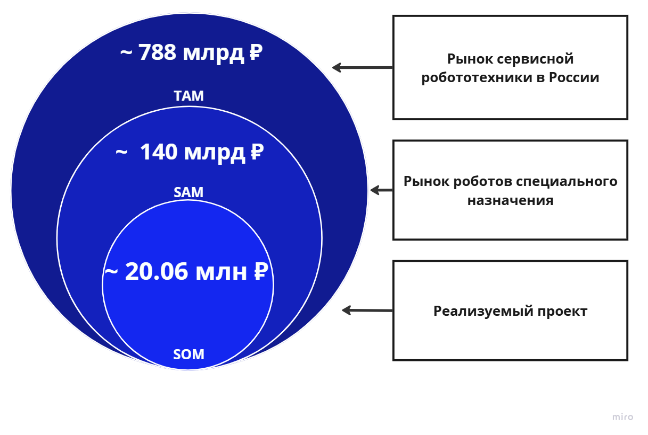 ~ 788 млрд ₽
TAM
~ 140 млрд ₽
SAM
~ 20.06 млн ₽
SOM
Рынок сервисной
робототехники в России
Рынок роботов специального
назначения
Реализуемый проект
miro